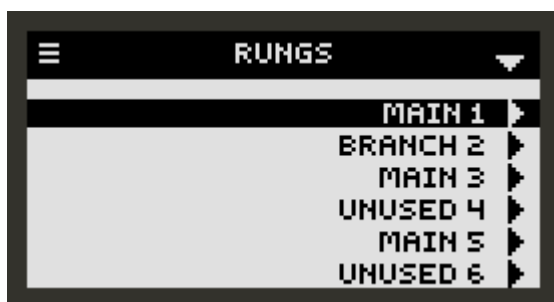 RUNGS
MAIN 1
BRANCH 2
MAIN 3
UNUSED 4
MAIN 5
UNUSED 6